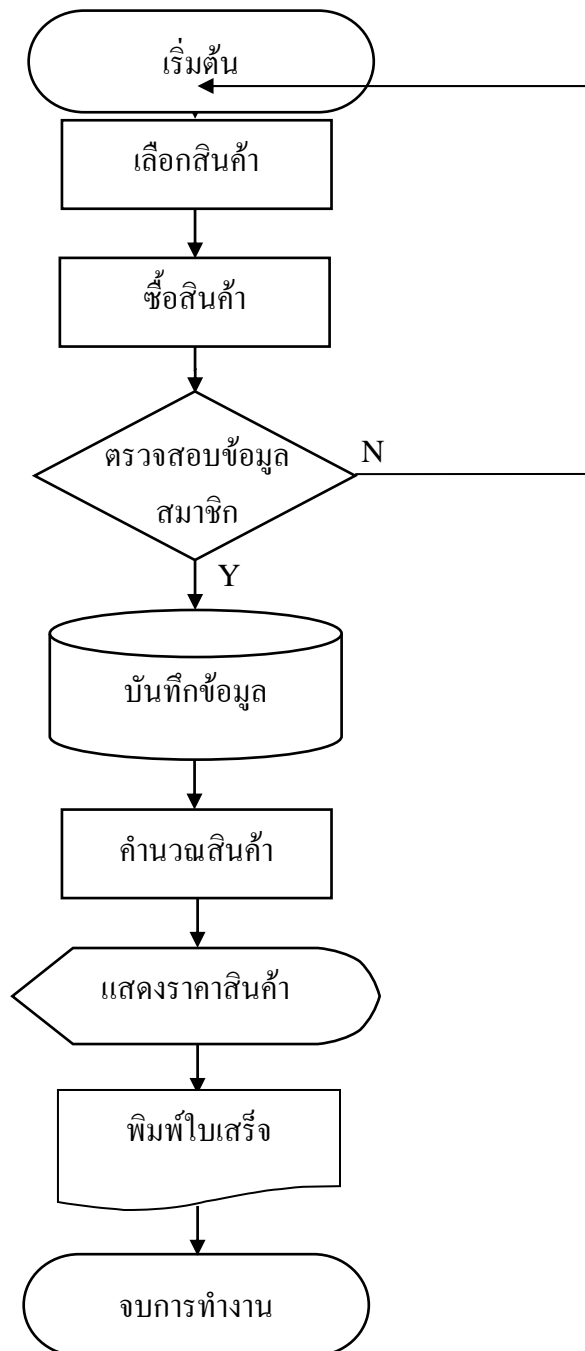 เริ่มต้น
เลือกสินค้า
ซื้อสินค้า
ตรวจสอบข้อมูล
สมาชิก
N
Y
บันทึกข้อมูล
คำนวณสินค้า
แสดงราคาสินค้า
พิมพ์ใบเสร็จ
จบการทำงาน